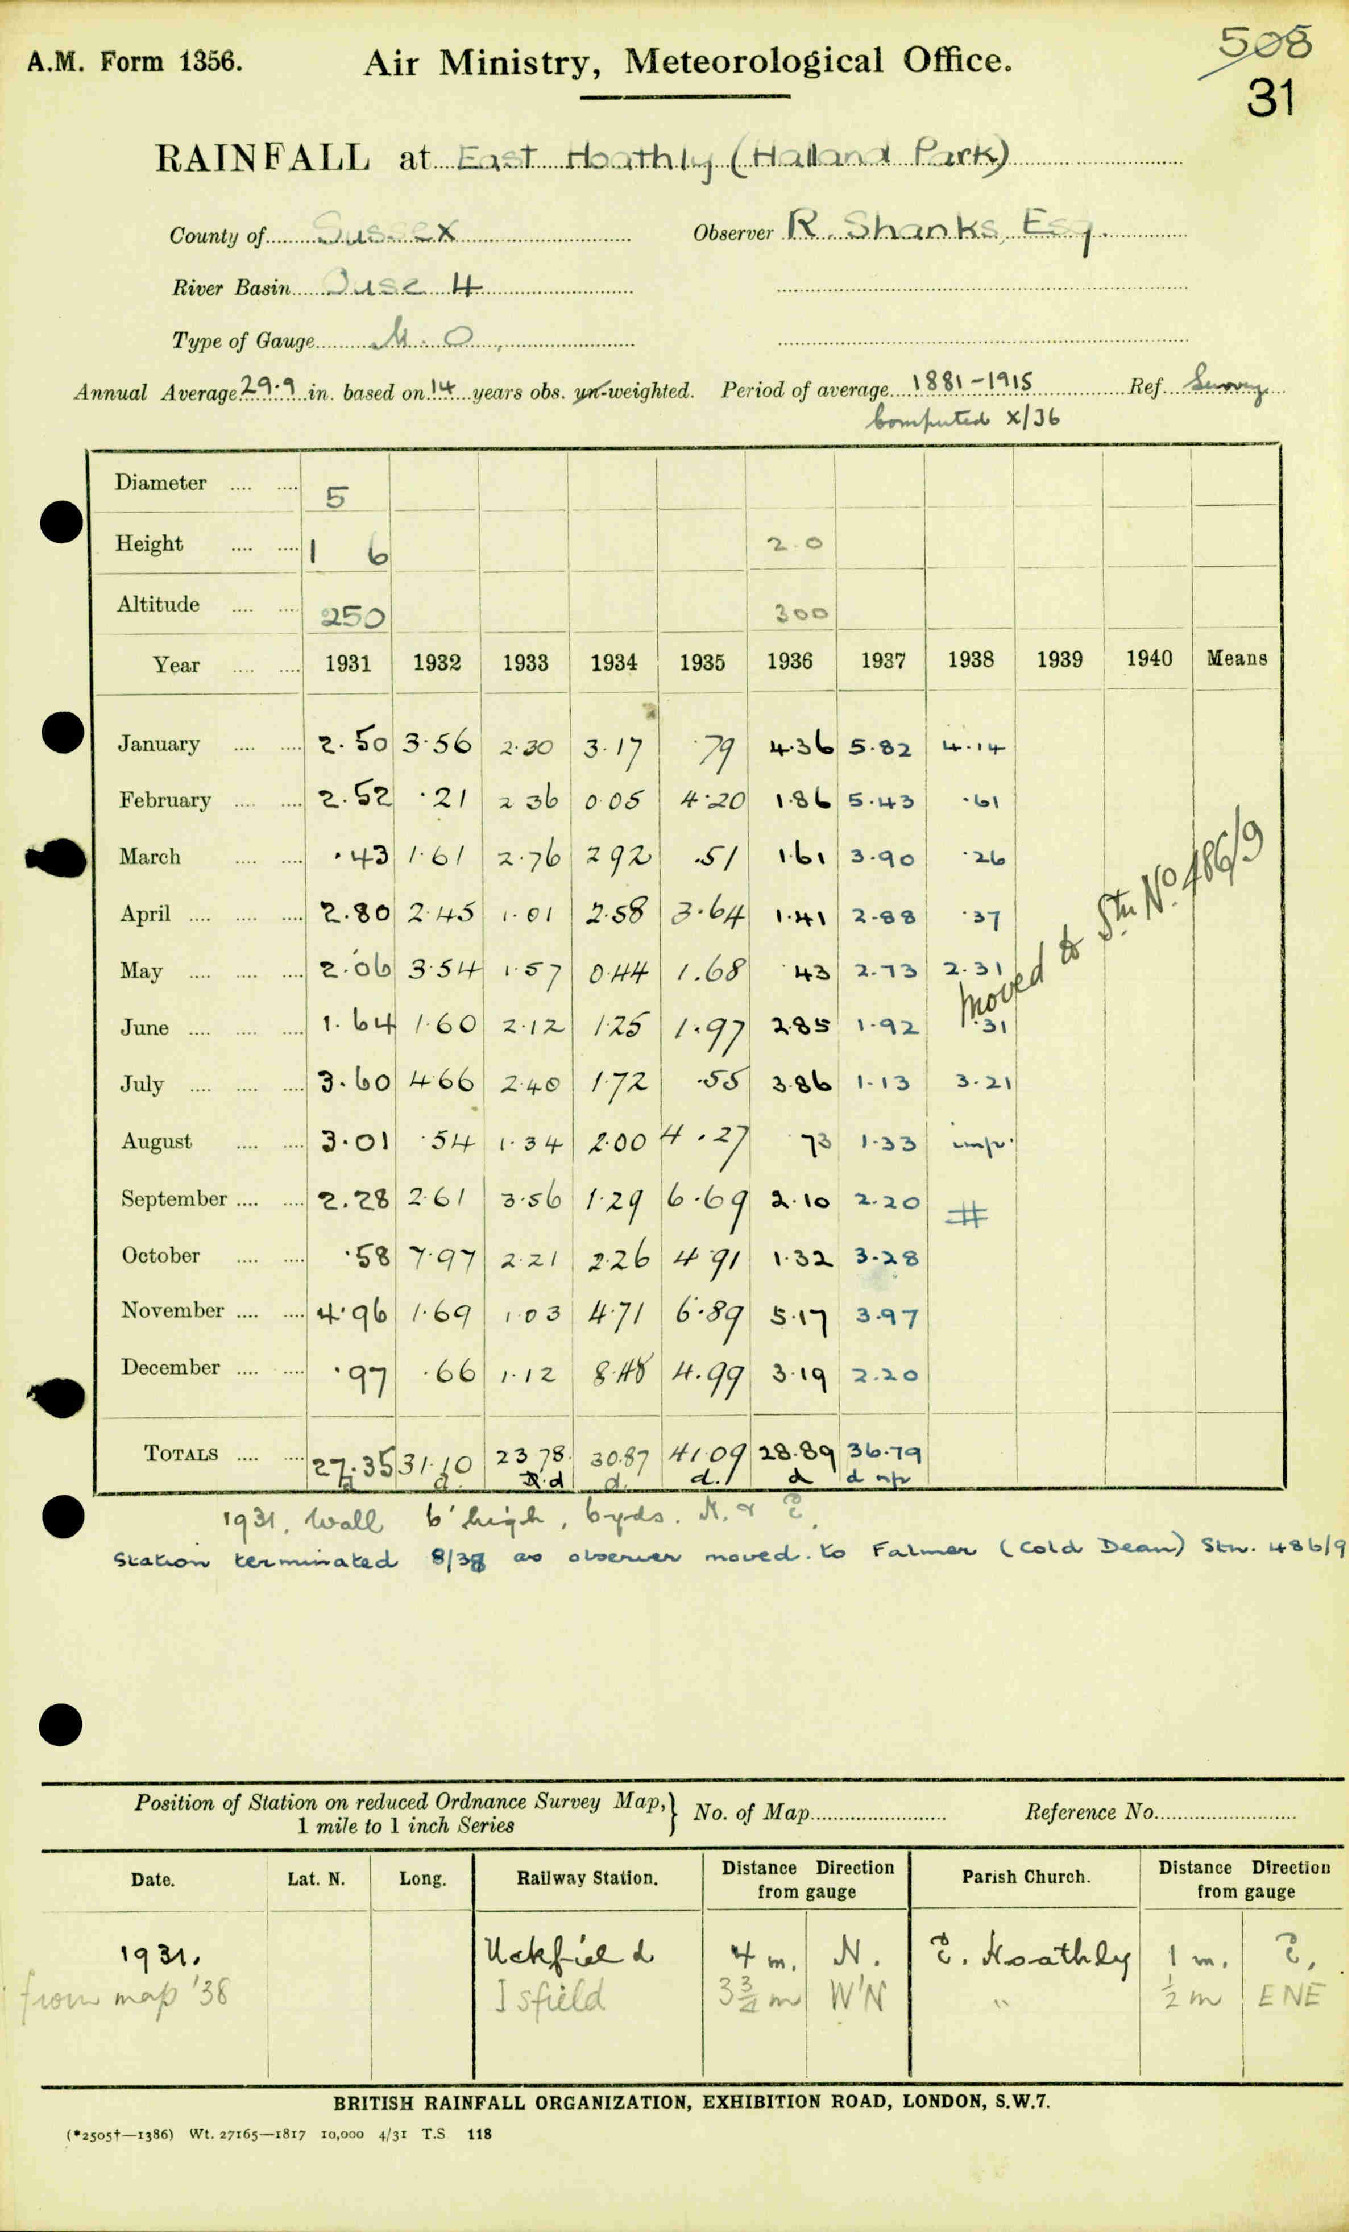 A.M. Form 1356.
Air Ministry, Meteorological Office.
508
31
RAINFALL at East Hoathly (Halland Park)
County of Sussex Observer R. Shanks, Esq.
River Basin Ouse 4
Type of Gauge M.O.
Annual Average 29.9 in. based on 14 years obs. un-weighted. Period of average 1881-1915 Ref. Survey
Computed X/36
Diameter 5
Height 1 6 2 0
Altitude 250 300
Year 1931 1932 1933 1934 1935 1936 1937 1938 1939 1940 Means
January 2.50 3.56 2.30 3.17 .79 4.36 5.82 4.14
February 2.52 .21 2 36 0.05 4.20 1.86 5.43 .61
March .43 1.61 2.76 2 92 .51 1.61 3.90 .26
April 2.80 2.45 1.01 2.58 3.64 1.41 2.88 .37
May 2.06 3.54 1.57 0.44 1.68 .43 2.73 2.31
June 1.64 1.60 2.12 1.25 1.97 2.85 1.92 .31
July 3.60 4.66 2.40 1.72 .55 3.86 1.13 3.21
August 3.01 .54 1.34 2.00 4.27 73 1.33 imp.
September 2.28 2.61 3.56 1.29 6.69 2.10 2.20 #
October .58 7.97 2.21 2.26 4.91 1.32 3.28
November 4.96 1.69 1.03 4.71 6.89 5.17 3.97
December .97 .66 1.12 8.48 4.99 3.19 2.20
Moved to Stn No. 486/9
TOTALS 27.35 31.10 23 78 30.87 41.09 28.89 36.79
d d. d d. d. d d
1931. Wall 6' high, 6 yds. N. & E.
Station terminated 8/38 as observer moved to Falmer (Cold Dean) Stn. 486/9
Position of Station on reduced Ordnance Survey Map,} No. of Map Reference No.
1 mile to 1 inch Series
Date. Lat. N. Long. Railway Station. Distance Direction from gauge Parish Church. Distance Direction from gauge
1931. Uckfield 4 m. N. E. Hoathly 1 m. E.
from map '38 Isfield 3 3/4 m W'N " 1/2 m ENE
BRITISH RAINFALL ORGANIZATION, EXHIBITION ROAD, LONDON, S.W.7.
(*2505†—1386) Wt. 27165—1817 10,000 4/31 T.S 118